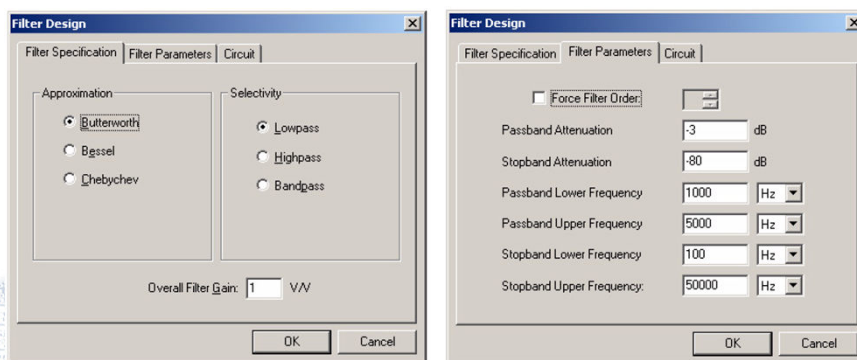 Filter Design
Filter Specification
Filter Parameters
Circuit
Approximation
Butterworth
Bessel
Chebychev
Selectivity
Lowpass
Highpass
Bandpass
Overall Filter Gain: 1 V/V
OK
Cancel
Filter Design
Filter Specification
Filter Parameters
Circuit
Force Filter Order:
Passband Attenuation -3 dB
Stopband Attenuation -80 dB
Passband Lower Frequency 1000 Hz
Passband Upper Frequency 5000 Hz
Stopband Lower Frequency 100 Hz
Stopband Upper Frequency: 50000 Hz
OK
Cancel